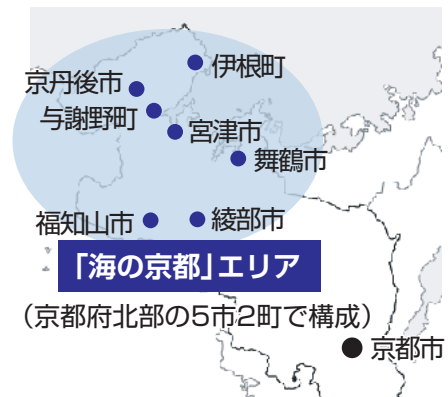 伊根町
京丹後市
与謝野町
宮津市
舞鶴市
福知山市
綾部市
「海の京都」エリア
（京都府北部の5市2町で構成）
京都市